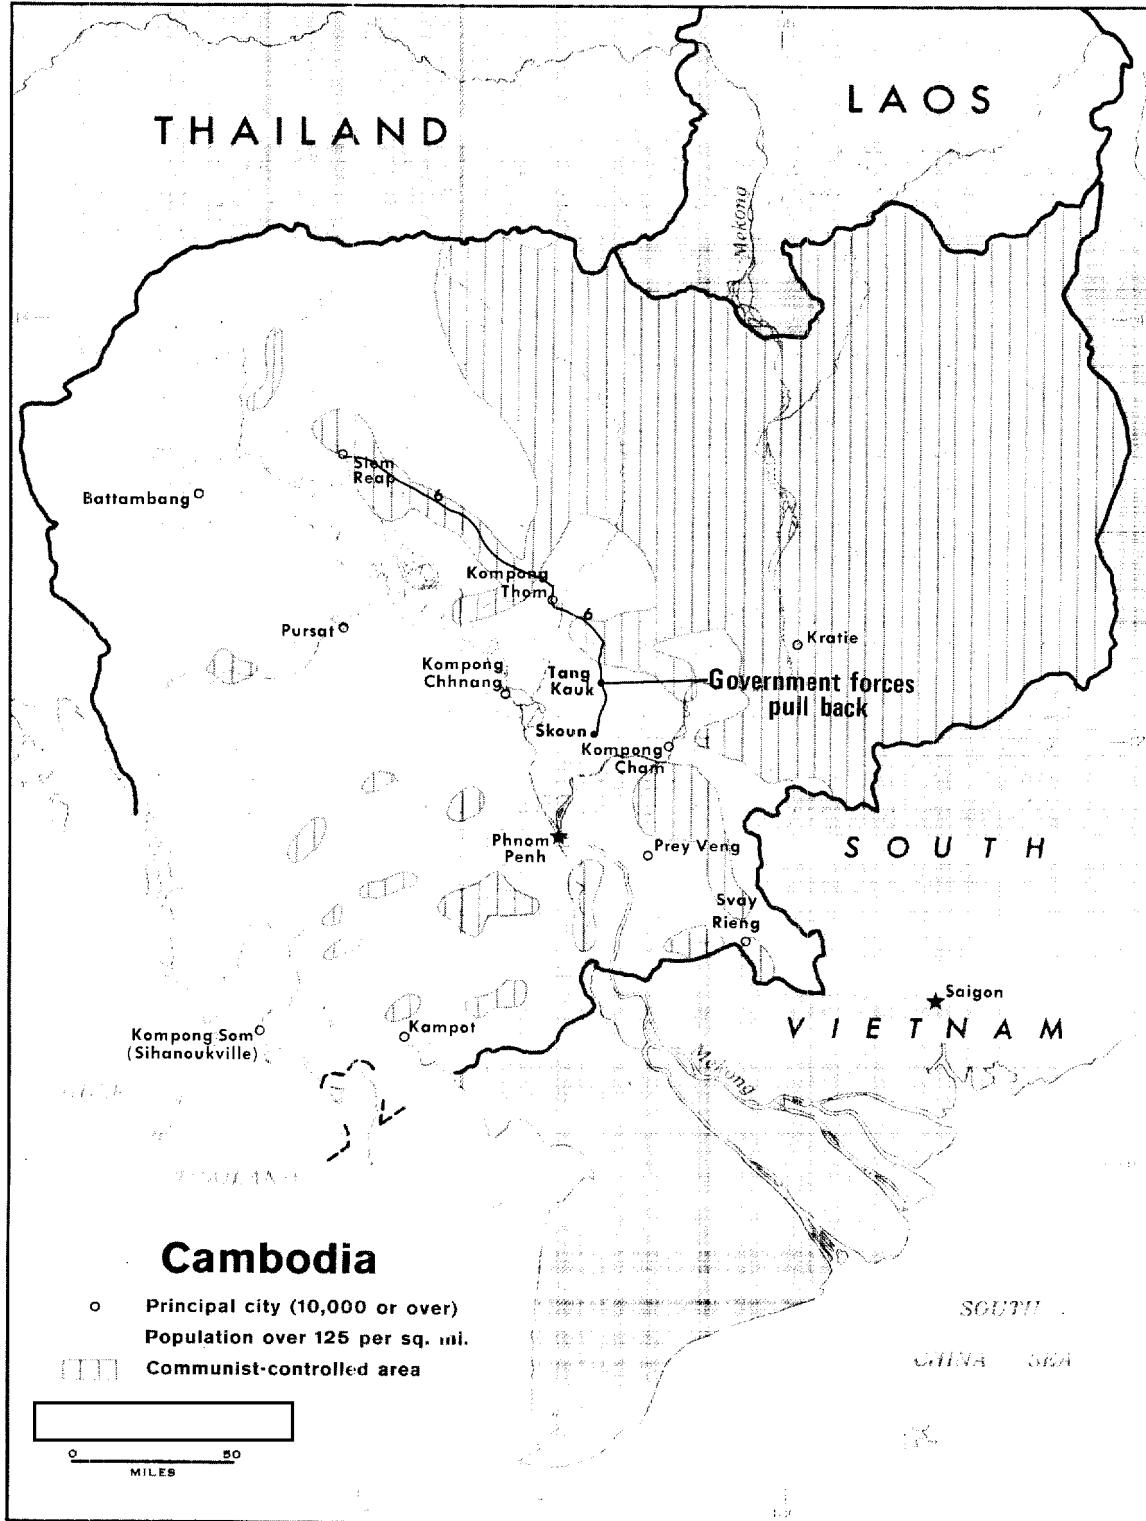 THAILAND
LAOS
Mekong
Siem
Reap
Battambang
6
Kompong
Thom
6
Pursat
Kratie
Kompong
Chhnang
Tang
Kauk
Government forces
pull back
Skoun
Kompong
Cham
Phnom
Penh
Prey Veng
SOUTH
Svay
Rieng
Saigon
VIETNAM
Kompong Som
(Sihanoukville)
Kampot
Mekong
Cambodia
Principal city (10,000 or over)
Population over 125 per sq. mi.
Communist-controlled area
SOUTH
CHINA SEA
0 50
MILES